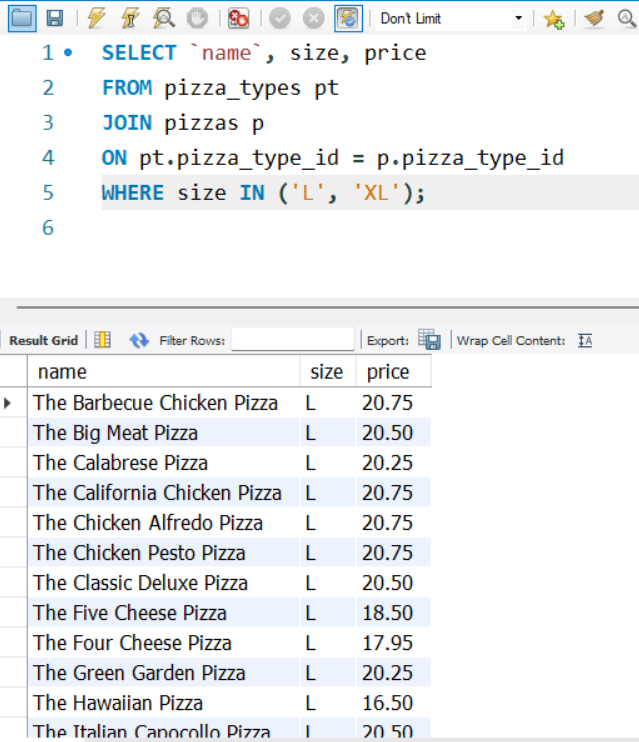 Don't Limit
1 SELECT `name`, size, price
2 FROM pizza_types pt
3 JOIN pizzas p
4 ON pt.pizza_type_id = p.pizza_type_id
5 WHERE size IN ('L', 'XL');
6
Result Grid Filter Rows: Export: Wrap Cell Content:
name size price
The Barbecue Chicken Pizza L 20.75
The Big Meat Pizza L 20.50
The Calabrese Pizza L 20.25
The California Chicken Pizza L 20.75
The Chicken Alfredo Pizza L 20.75
The Chicken Pesto Pizza L 20.75
The Classic Deluxe Pizza L 20.50
The Five Cheese Pizza L 18.50
The Four Cheese Pizza L 17.95
The Green Garden Pizza L 20.25
The Hawaiian Pizza L 16.50
The Italian Capocollo Pizza L 20.50